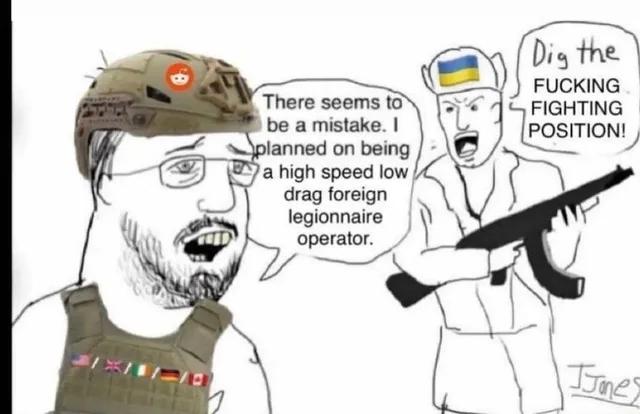 There seems to
be a mistake. I
planned on being
a high speed low
drag foreign
legionnaire
operator.
Dig the
FUCKING
FIGHTING
POSITION!
/ / / /
JJones